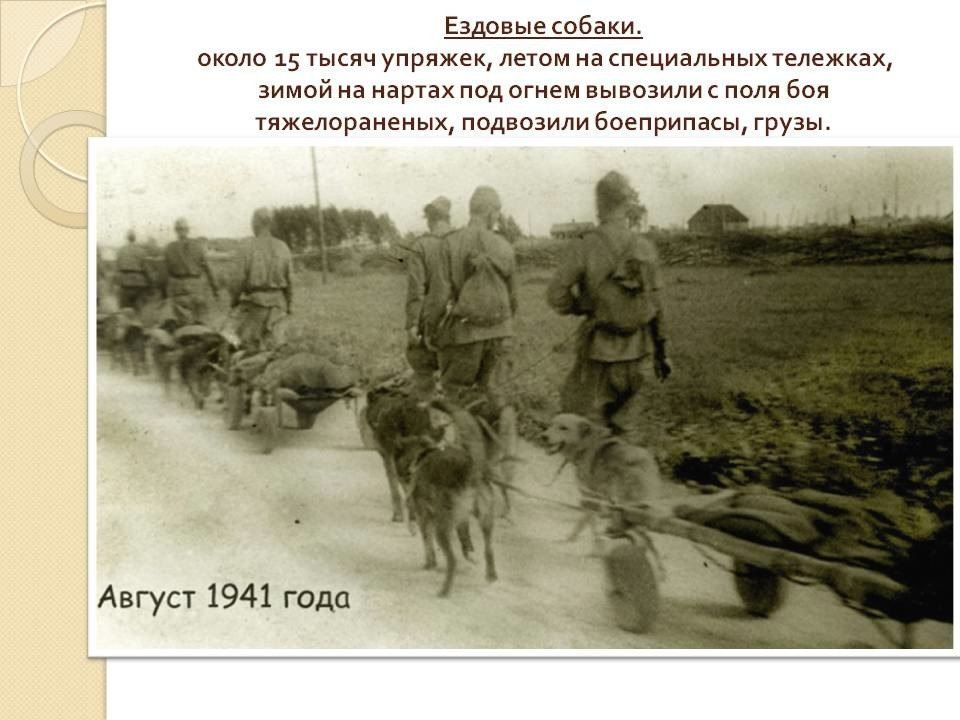 Ездовые собаки.
около 15 тысяч упряжек, летом на специальных тележках,
зимой на нартах под огнем вывозили с поля боя
тяжелораненых, подвозили боеприпасы, грузы.
Август 1941 года